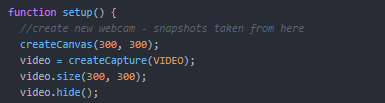 function setup() {
//create new webcam - snapshots taken from here
createCanvas(300, 300);
video = createCapture(VIDEO);
video.size(300, 300);
video.hide();